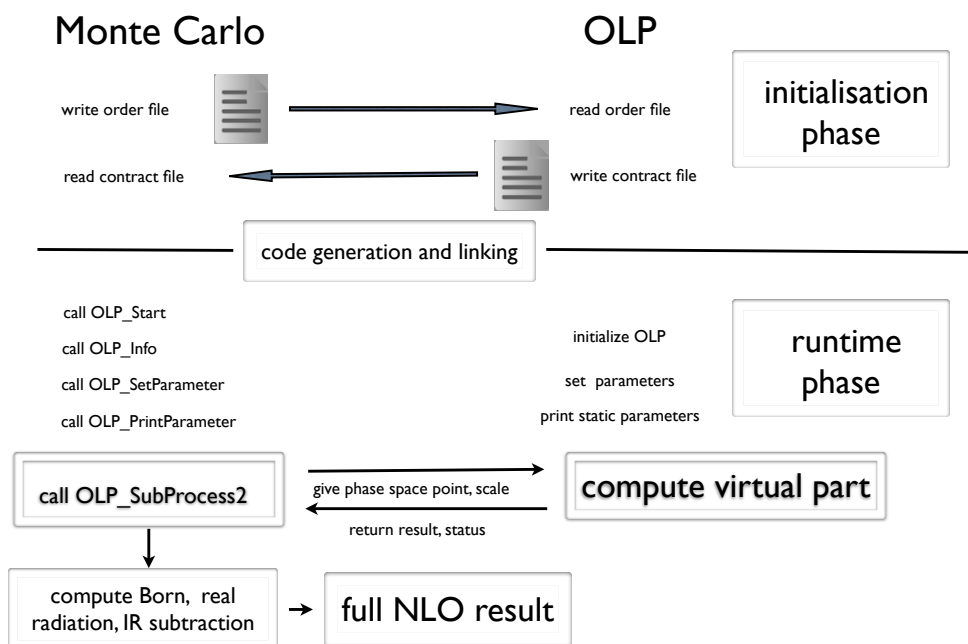 Monte Carlo
OLP
write order file
read order file
initialisation
phase
read contract file
write contract file
code generation and linking
call OLP_Start
call OLP_Info
call OLP_SetParameter
call OLP_PrintParameter
initialize OLP
set parameters
print static parameters
runtime
phase
call OLP_SubProcess2
give phase space point, scale
return result, status
compute virtual part
compute Born, real
radiation, IR subtraction
full NLO result